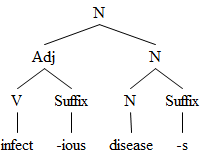 N
Adj N
V Suffix N Suffix
infect -ious disease -s